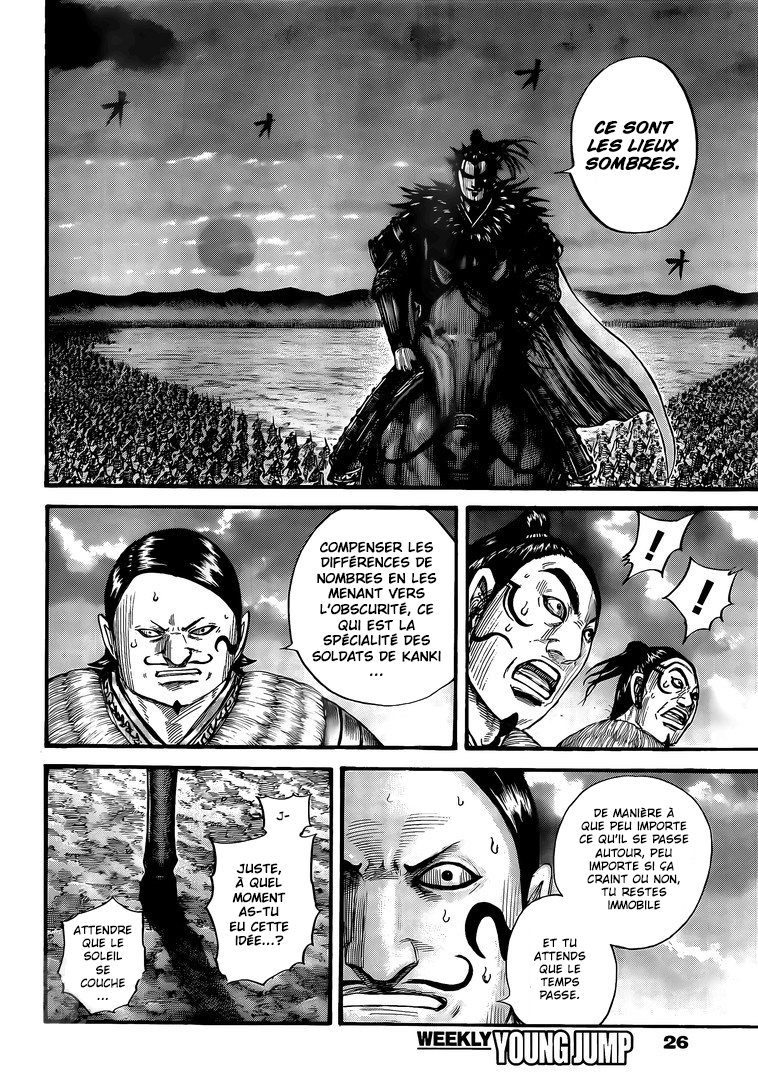 CE SONT
LES LIEUX
SOMBRES.
!
!
COMPENSER LES
DIFFÉRENCES DE
NOMBRES EN LES
MENANT VERS
L'OBSCURITÉ, CE
QUI EST LA
SPÉCIALITÉ DES
SOLDATS DE KANKI
...
DE MANIÈRE À
QUE PEU IMPORTE
CE QU'IL SE PASSE
AUTOUR, PEU
IMPORTE SI ÇA
CRAINT OU NON,
TU RESTES
IMMOBILE
ET TU
ATTENDS
QUE LE
TEMPS
PASSE.
J-
JUSTE,
À QUEL
MOMENT
AS-TU
EU CETTE
IDÉE...?
ATTENDRE
QUE LE
SOLEIL
SE
COUCHE
...
WEEKLY YOUNG JUMP 26